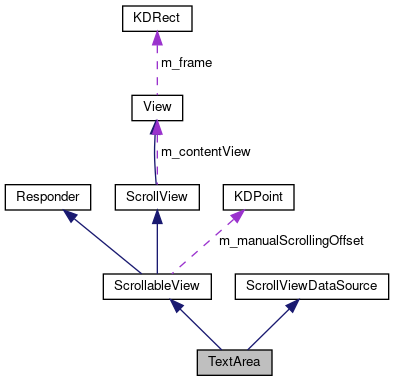 KDRect
m_frame
View
m_contentView
Responder
ScrollView
KDPoint
m_manualScrollingOffset
ScrollableView
ScrollViewDataSource
TextArea